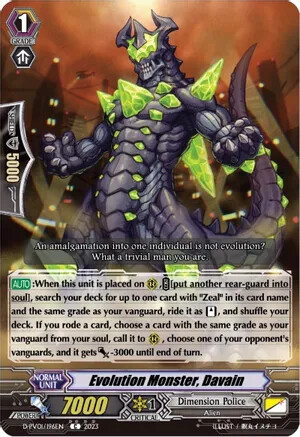 1
GRADE
5000
An amalgamation into one individual is not evolution?
What a trivial man you are.
AUTO:When this unit is placed on , [put another rear-guard into
soul], search your deck for up to one card with "Zeal" in its card name
and the same grade as your vanguard, ride it as , and shuffle your
deck. If you rode a card, choose a card with the same grade as your
vanguard from your soul, call it to , choose one of your opponent's
vanguards, and it gets -3000 until end of turn.
NORMAL
UNIT
Evolution Monster, Davain
POWER
7000
1
CRITICAL
Dimension Police
Alien
D-PV01/196EN C 2023